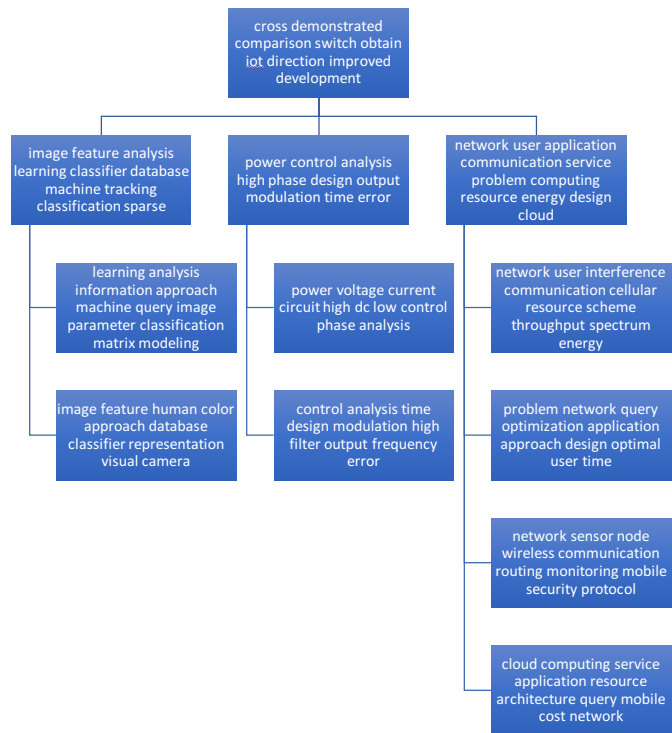 cross demonstrated
comparison switch obtain
iot direction improved
development
image feature analysis
learning classifier database
machine tracking
classification sparse
power control analysis
high phase design output
modulation time error
network user application
communication service
problem computing
resource energy design
cloud
learning analysis
information approach
machine query image
parameter classification
matrix modeling
power voltage current
circuit high dc low control
phase analysis
network user interference
communication cellular
resource scheme
throughput spectrum
energy
image feature human color
approach database
classifier representation
visual camera
control analysis time
design modulation high
filter output frequency
error
problem network query
optimization application
approach design optimal
user time
network sensor node
wireless communication
routing monitoring mobile
security protocol
cloud computing service
application resource
architecture query mobile
cost network